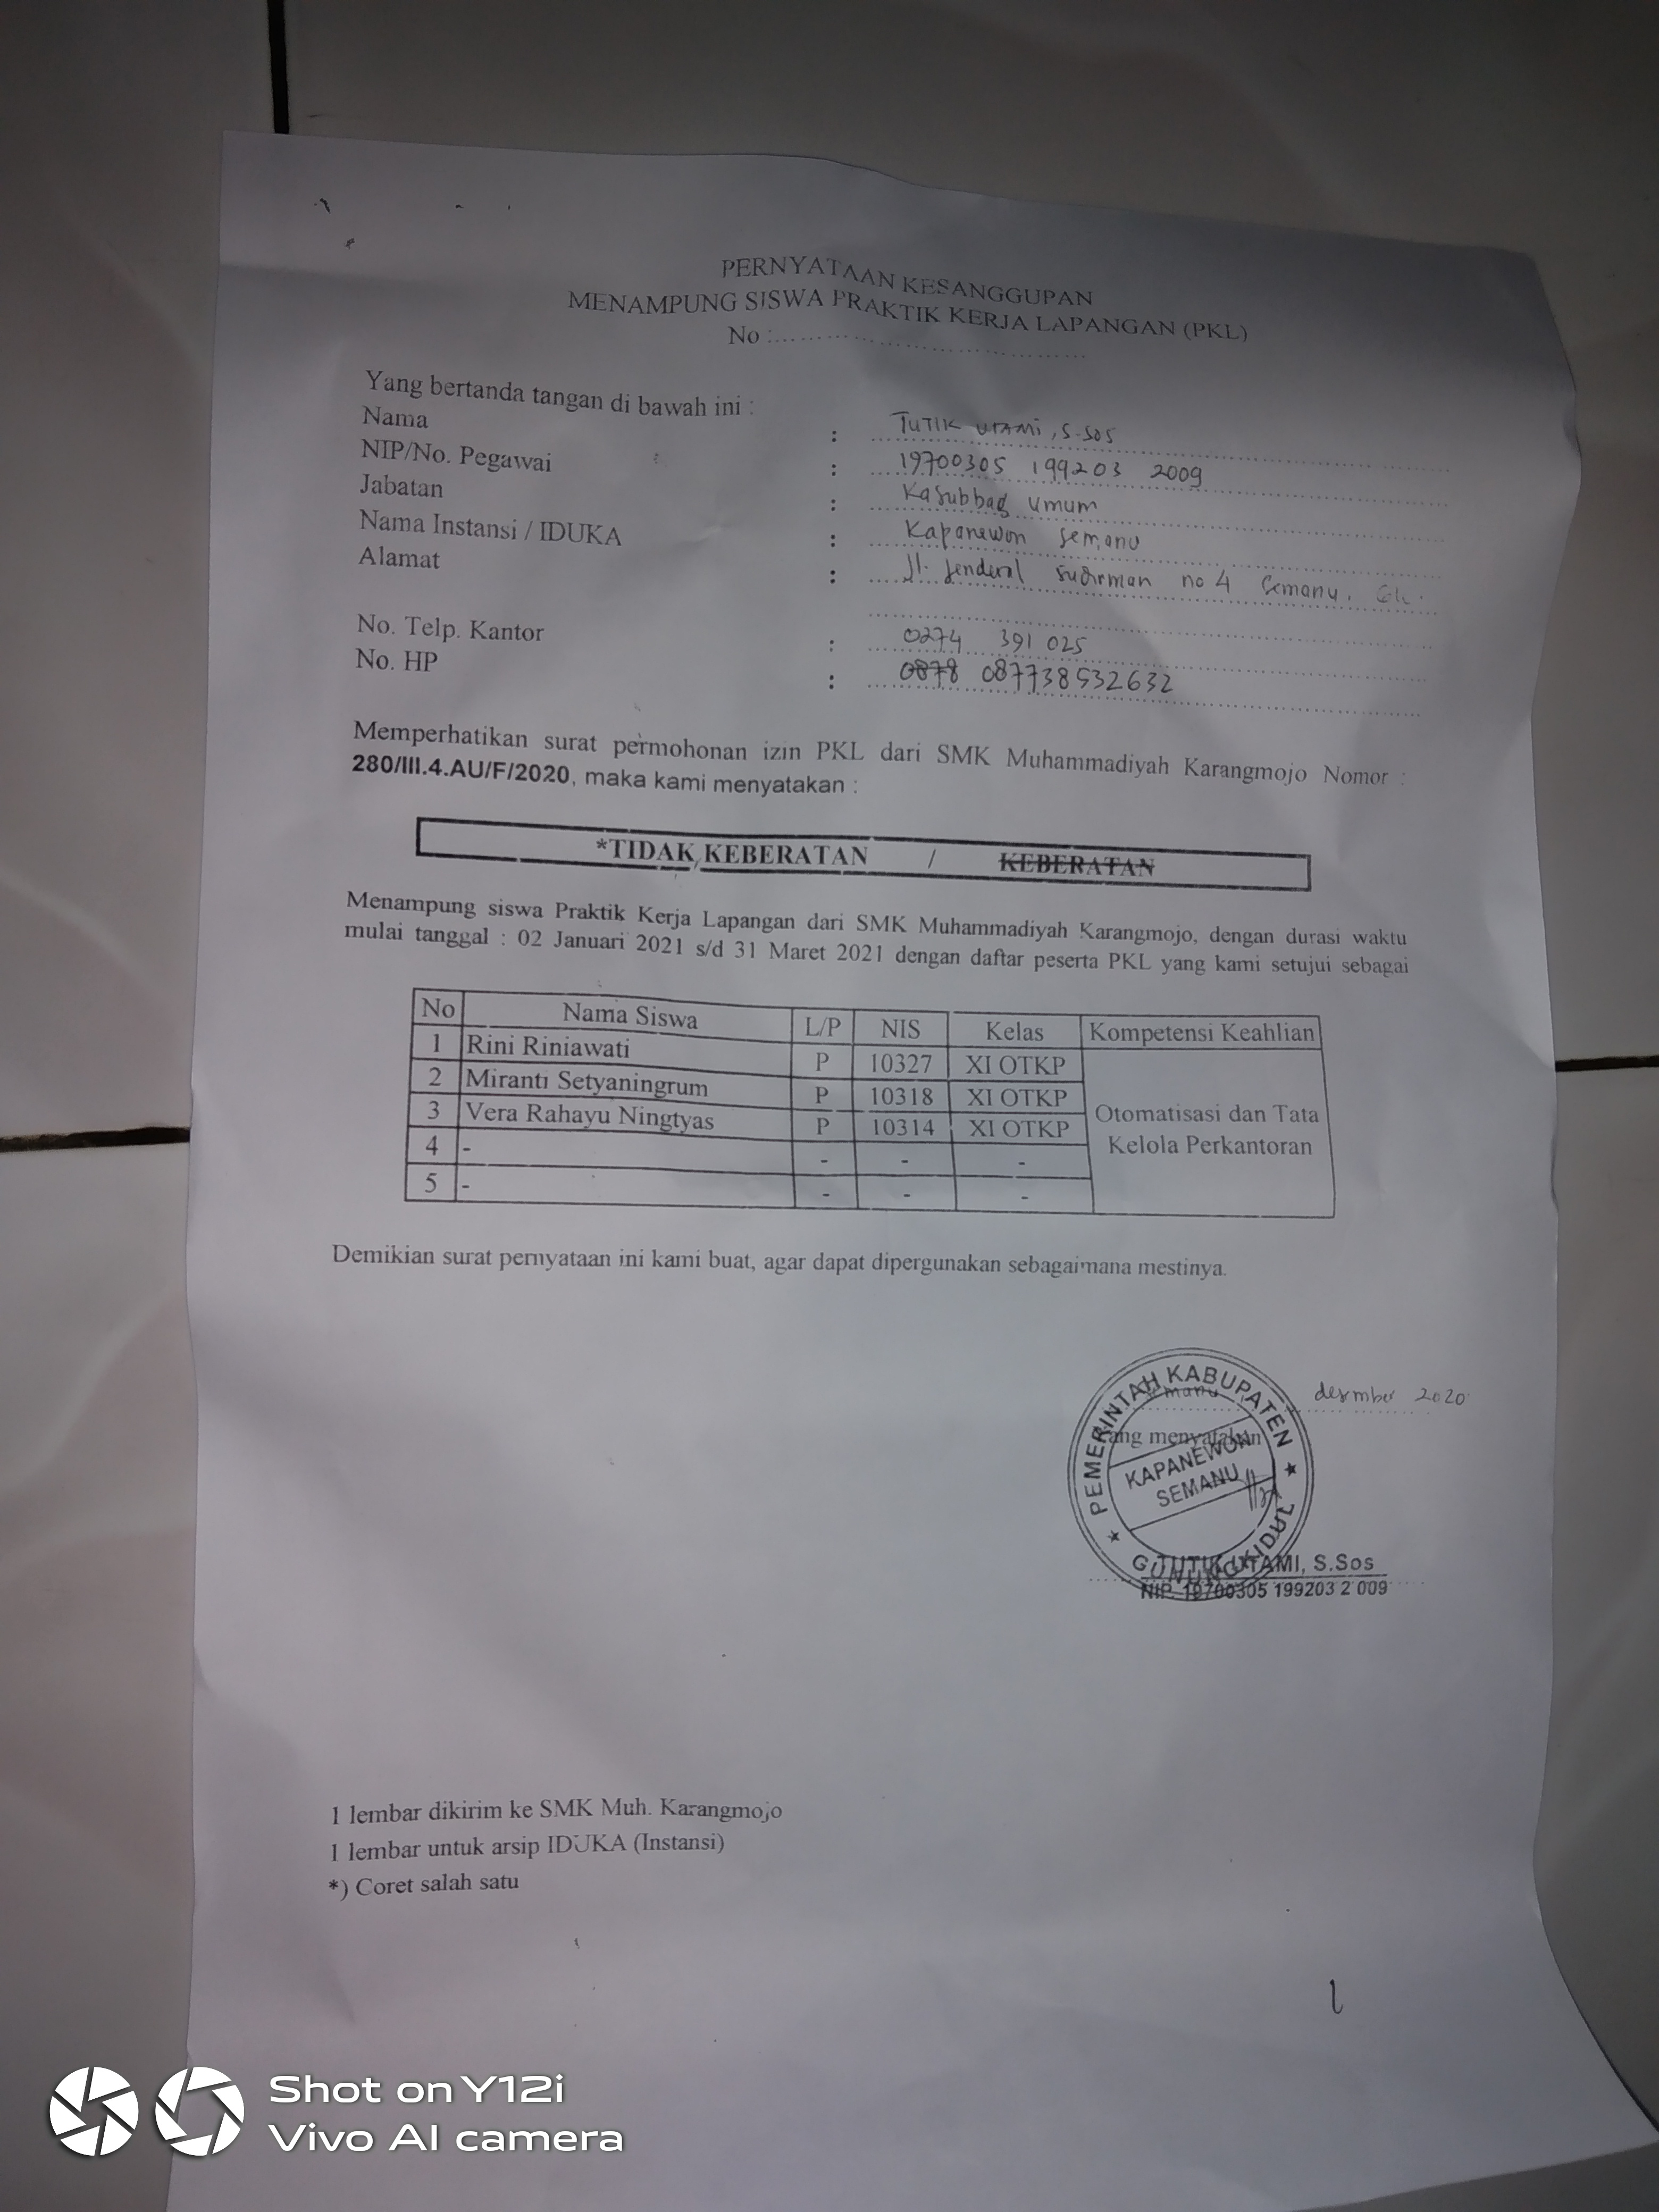 PERNYATAAN KESANGGUPAN
MENAMPUNG SISWA PRAKTIK KERJA LAPANGAN (PKL)
No :............................................
Yang bertanda tangan di bawah ini :
Nama : TUTIK UTAMI, S.SOS
NIP/No. Pegawai : 19700305 199203 2009
Jabatan : Kasubbag Umum
Nama Instansi / IDUKA : Kapanewon Semanu
Alamat : Jl. Jenderal Sudirman no 4 Semanu. Gk.
No. Telp. Kantor : 0274 391 025
No. HP : 0878 087738532632
Memperhatikan surat permohonan izin PKL dari SMK Muhammadiyah Karangmojo Nomor :
280/III.4.AU/F/2020, maka kami menyatakan :
*TIDAK KEBERATAN / KEBERATAN
Menampung siswa Praktik Kerja Lapangan dari SMK Muhammadiyah Karangmojo, dengan durasi waktu
mulai tanggal : 02 Januari 2021 s/d 31 Maret 2021 dengan daftar peserta PKL yang kami setujui sebagai
No Nama Siswa L/P NIS Kelas Kompetensi Keahlian
1 Rini Riniawati P 10327 XI OTKP
2 Miranti Setyaningrum P 10318 XI OTKP
3 Vera Rahayu Ningtyas P 10314 XI OTKP
Otomatisasi dan Tata
Kelola Perkantoran
4 - - - -
5 - - - -
Demikian surat pernyataan ini kami buat, agar dapat dipergunakan sebagaimana mestinya.
desember 2020
Yang menyatakan
PEMERINTAH KABUPATEN
KAPANEWON
SEMANU
GUNUNGKIDUL
TUTIK UTAMI, S.Sos
NIP. 19700305 199203 2 009
1 lembar dikirim ke SMK Muh. Karangmojo
1 lembar untuk arsip IDUKA (Instansi)
*) Coret salah satu
Shot on Y12i
Vivo AI camera